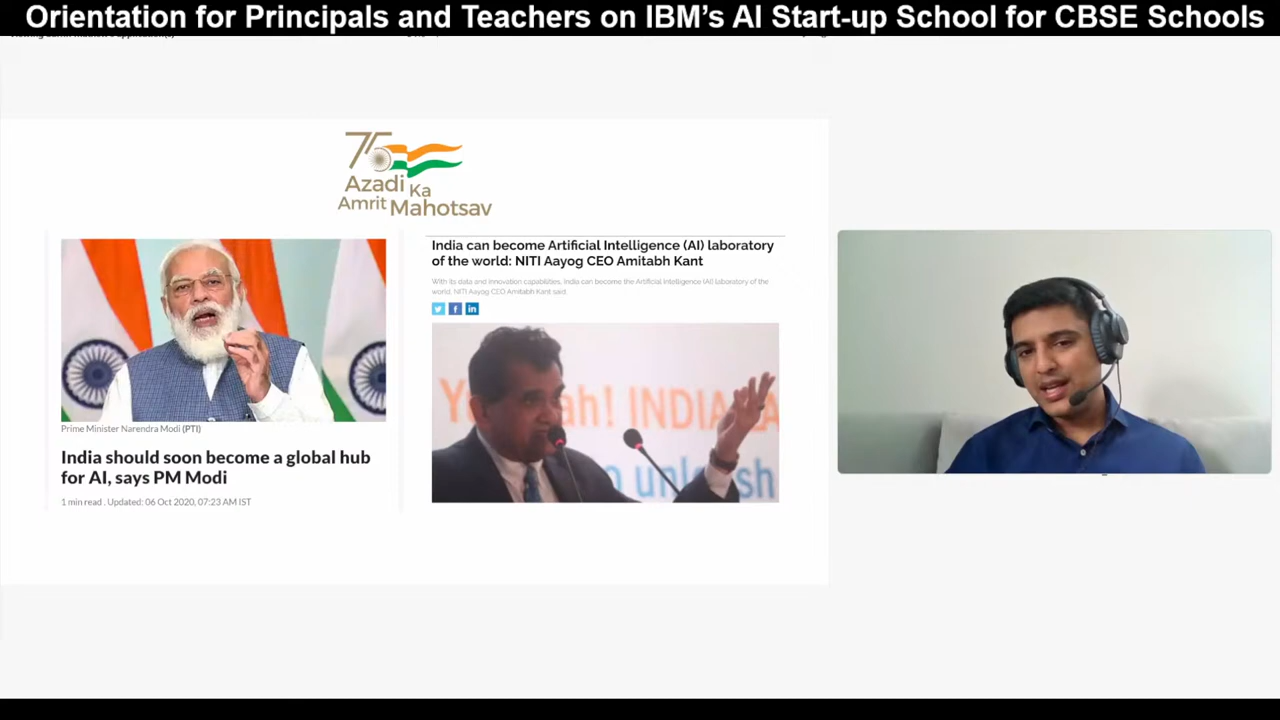 Orientation for Principals and Teachers on IBM's AI Start-up School for CBSE Schools
75
Azadi Ka
Amrit Mahotsav
Prime Minister Narendra Modi (PTI)
India should soon become a global hub
for AI, says PM Modi
1 min read . Updated: 06 Oct 2020, 07:23 AM IST
India can become Artificial Intelligence (AI) laboratory
of the world: NITI Aayog CEO Amitabh Kant
With its data and innovation capabilities, India can become the Artificial Intelligence (AI) laboratory of the
world, NITI Aayog CEO Amitabh Kant said
ah! INDIA
unleash